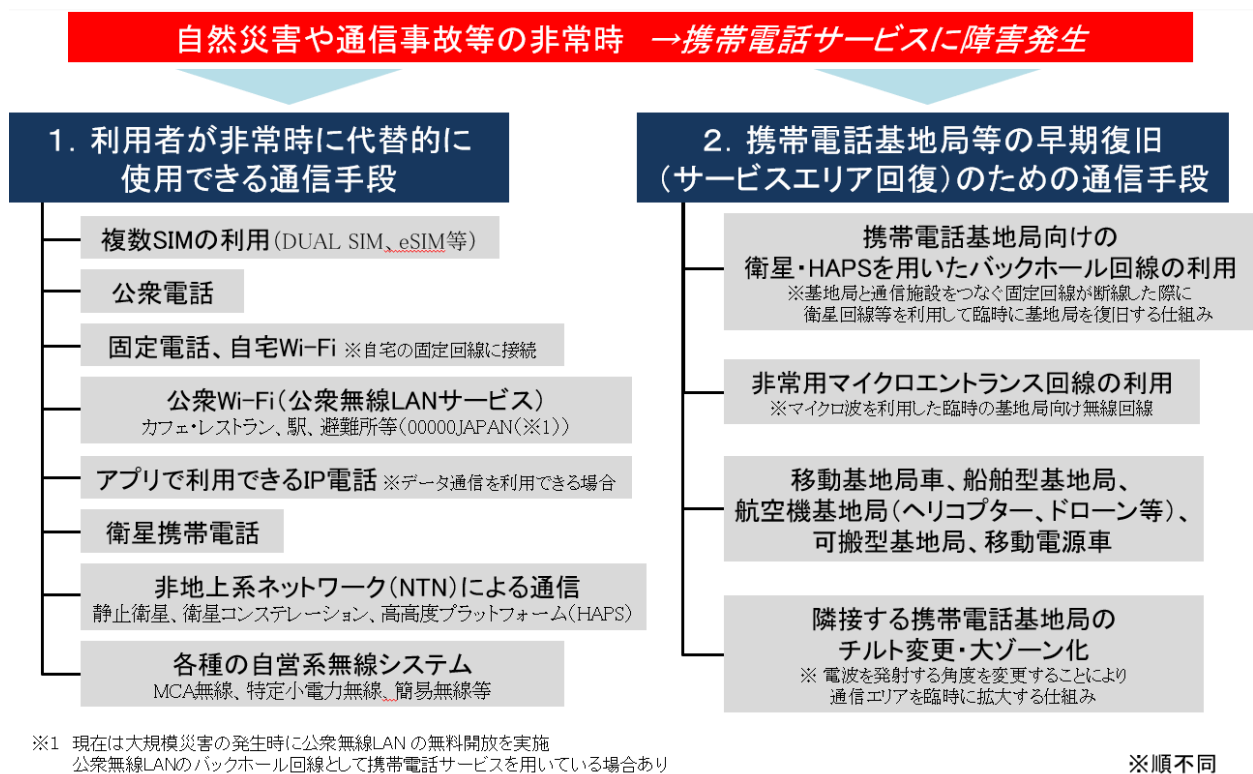 自然災害や通信事故等の非常時 →携帯電話サービスに障害発生
1. 利用者が非常時に代替的に
使用できる通信手段
複数SIMの利用(DUAL SIM、eSIM等)
公衆電話
固定電話、自宅Wi-Fi ※自宅の固定回線に接続
公衆Wi-Fi(公衆無線LANサービス)
カフェ・レストラン、駅、避難所等(00000JAPAN(※1))
アプリで利用できるIP電話 ※データ通信を利用できる場合
衛星携帯電話
非地上系ネットワーク(NTN)による通信
静止衛星、衛星コンステレーション、高高度プラットフォーム(HAPS)
各種の自営系無線システム
MCA無線、特定小電力無線、簡易無線等
※1 現在は大規模災害の発生時に公衆無線LAN の無料開放を実施
公衆無線LANのバックホール回線として携帯電話サービスを用いている場合あり
2. 携帯電話基地局等の早期復旧
(サービスエリア回復)のための通信手段
携帯電話基地局向けの
衛星・HAPSを用いたバックホール回線の利用
※基地局と通信施設をつなぐ固定回線が断線した際に
衛星回線等を利用して臨時に基地局を復旧する仕組み
非常用マイクロエントランス回線の利用
※マイクロ波を利用した臨時の基地局向け無線回線
移動基地局車、船舶型基地局、
航空機基地局(ヘリコプター、ドローン等)、
可搬型基地局、移動電源車
隣接する携帯電話基地局の
チルト変更・大ゾーン化
※ 電波を発射する角度を変更することにより
通信エリアを臨時に拡大する仕組み
※順不同